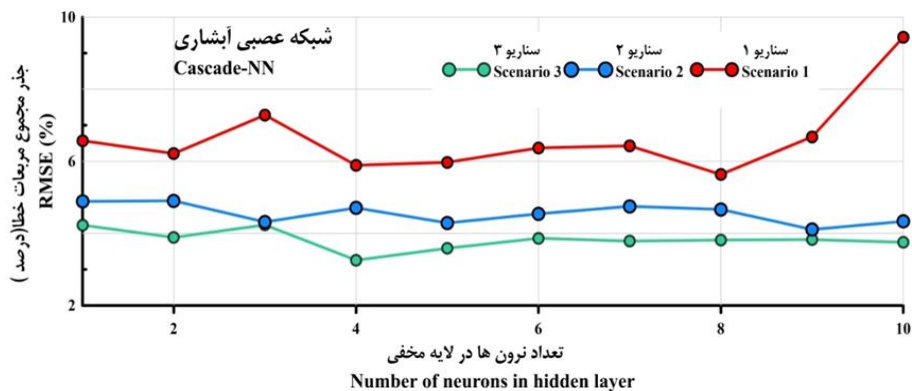 شبکه عصبی آبشاری
Cascade-NN
سناریو ۳ سناریو ۲ سناریو ۱
Scenario 3 Scenario 2 Scenario 1
جذر مجموع مربعات خطا(درصد )
RMSE (%)
10
6
2
2 4 6 8 10
تعداد نرون ها در لایه مخفی
Number of neurons in hidden layer